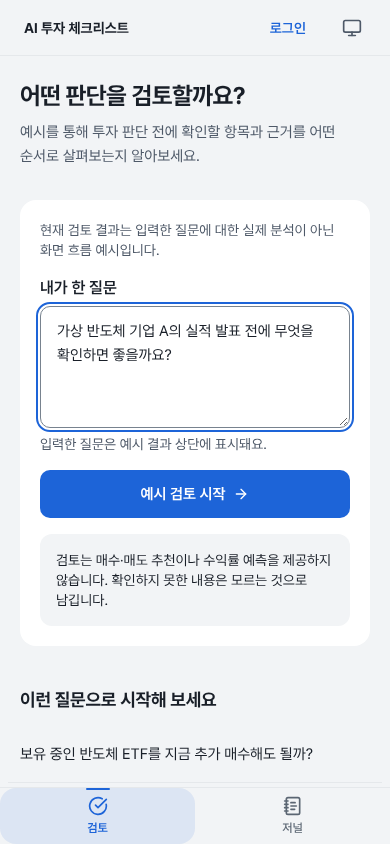 AI 투자 체크리스트
로그인
어떤 판단을 검토할까요?
예시를 통해 투자 판단 전에 확인할 항목과 근거를 어떤
순서로 살펴보는지 알아보세요.
현재 검토 결과는 입력한 질문에 대한 실제 분석이 아닌
화면 흐름 예시입니다.
내가 한 질문
가상 반도체 기업 A의 실적 발표 전에 무엇을
확인하면 좋을까요?
입력한 질문은 예시 결과 상단에 표시돼요.
예시 검토 시작 →
검토는 매수·매도 추천이나 수익률 예측을 제공하지
않습니다. 확인하지 못한 내용은 모르는 것으로
남깁니다.
이런 질문으로 시작해 보세요
보유 중인 반도체 ETF를 지금 추가 매수해도 될까?
검토
저널